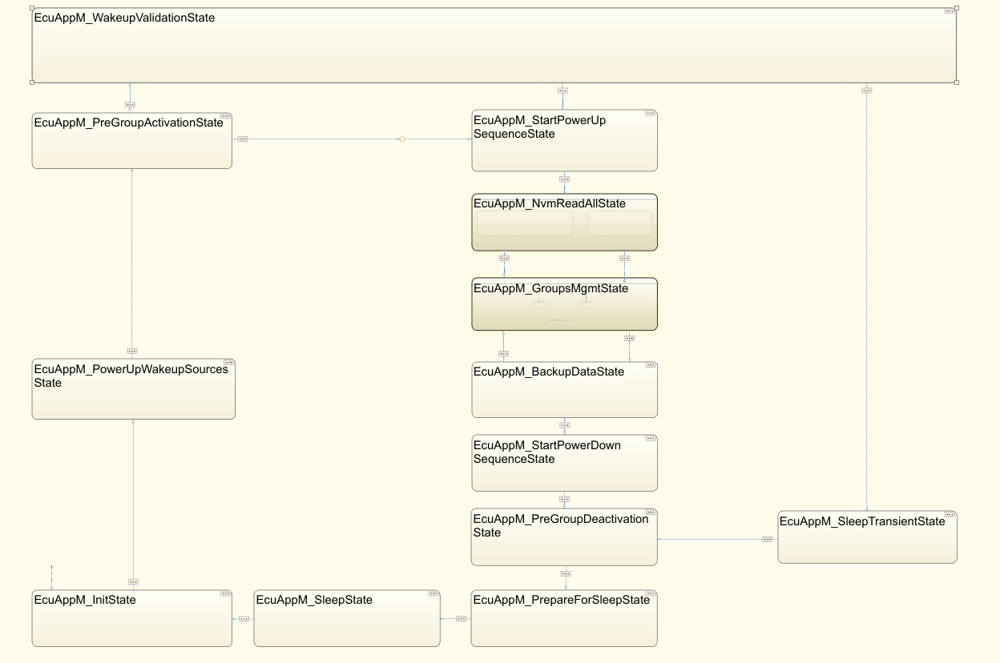 EcuAppM_WakeupValidationState
EcuAppM_PreGroupActivationState
EcuAppM_StartPowerUp
SequenceState
EcuAppM_NvmReadAllState
EcuAppM_GroupsMgmtState
EcuAppM_PowerUpWakeupSources
State
EcuAppM_BackupDataState
EcuAppM_StartPowerDown
SequenceState
EcuAppM_PreGroupDeactivation
State
EcuAppM_SleepTransientState
EcuAppM_InitState
EcuAppM_SleepState
EcuAppM_PrepareForSleepState